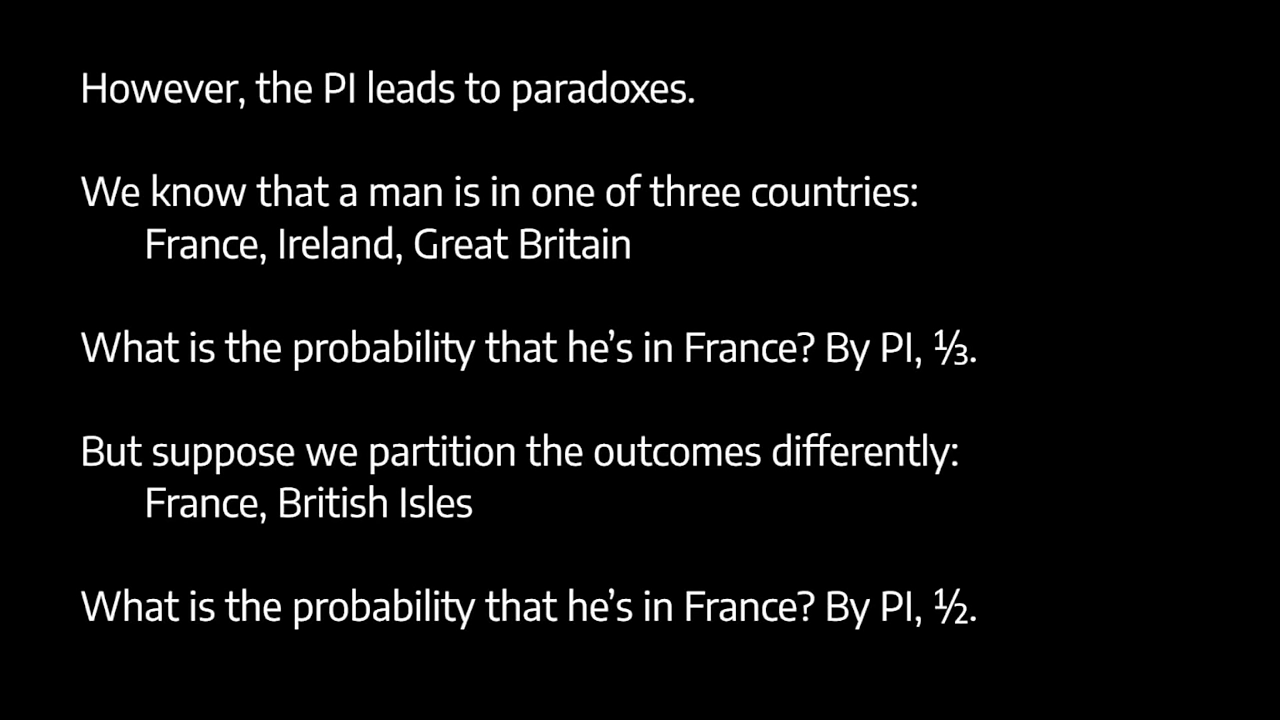 However, the PI leads to paradoxes.
We know that a man is in one of three countries:
France, Ireland, Great Britain
What is the probability that he’s in France? By PI, ⅓.
But suppose we partition the outcomes differently:
France, British Isles
What is the probability that he’s in France? By PI, ½.